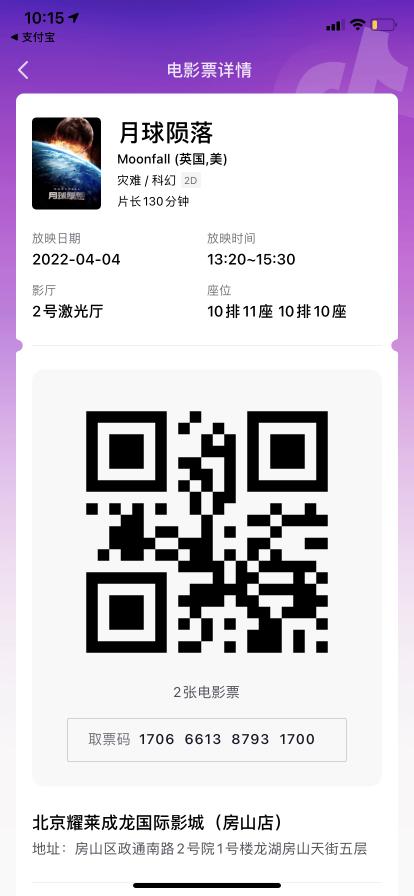 10:15
支付宝
电影票详情
月球陨落
Moonfall (英国,美)
灾难 / 科幻 2D
片长130分钟
月球陨落
放映日期 放映时间
2022-04-04 13:20~15:30
影厅 座位
2号激光厅 10排11座 10排10座
2张电影票
取票码 1706 6613 8793 1700
北京耀莱成龙国际影城（房山店）
地址：房山区政通南路2号院1号楼龙湖房山天街五层